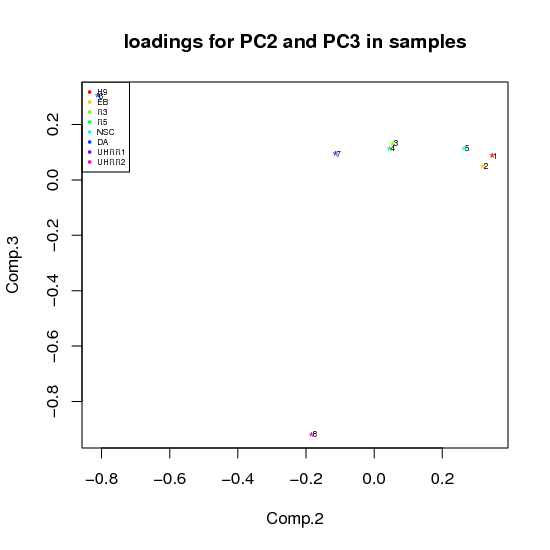 loadings for PC2 and PC3 in samples
H9
EB
R3
R5
NSC
DA
UHRR1
UHRR2
6
7
3
4
5
1
2
8
0.2
0.0
−0.2
−0.4
−0.6
−0.8
Comp.3
−0.8
−0.6
−0.4
−0.2
0.0
0.2
Comp.2